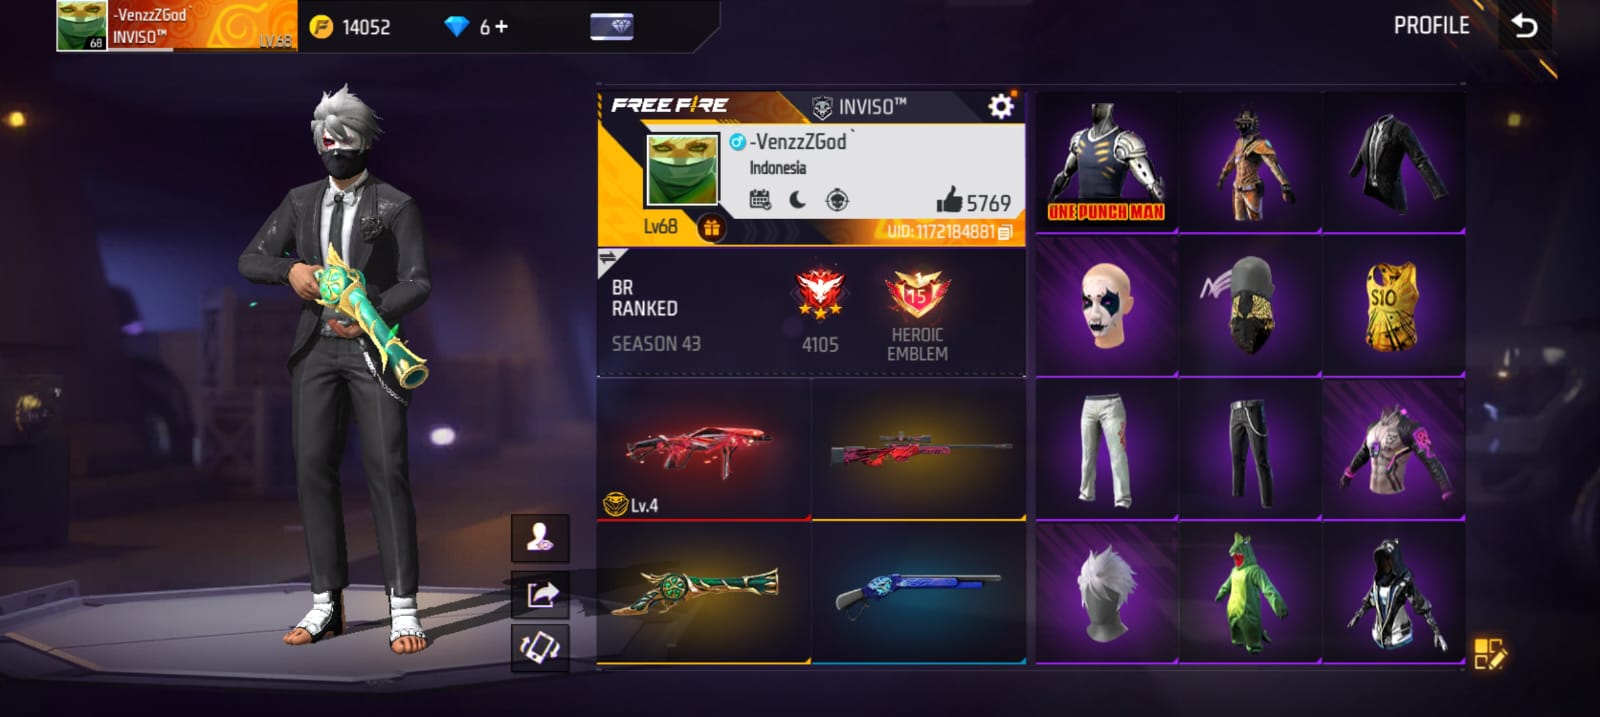 -VenzzZGod`
INVISO™
68
LV.68
14052
6+
PROFILE
FREE FIRE
INVISO™
-VenzzZGod`
Indonesia
5769
Lv68
UID:1172184881
BR
RANKED
SEASON 43
4105
15
HEROIC
EMBLEM
Lv.4
ONE PUNCH MAN
S10